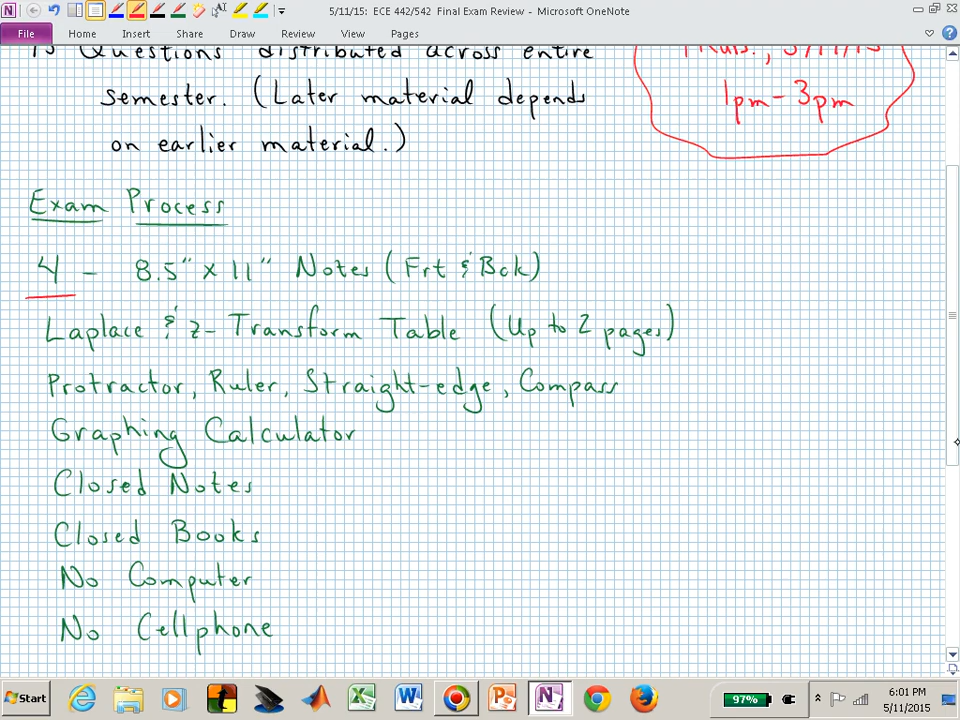 5/11/15: ECE 442/542 Final Exam Review - Microsoft OneNote
File Home Insert Share Draw Review View Pages
Questions distributed across entire
semester. (Later material depends
on earlier material.)
1pm - 3pm
Exam Process
4 - 8.5" x 11" Notes (Frt & Bck)
Laplace & z- Transform Table (Up to 2 pages)
Protractor, Ruler, Straight-edge, Compass
Graphing Calculator
Closed Notes
Closed Books
No Computer
No Cellphone
Start
97%
6:01 PM
5/11/2015